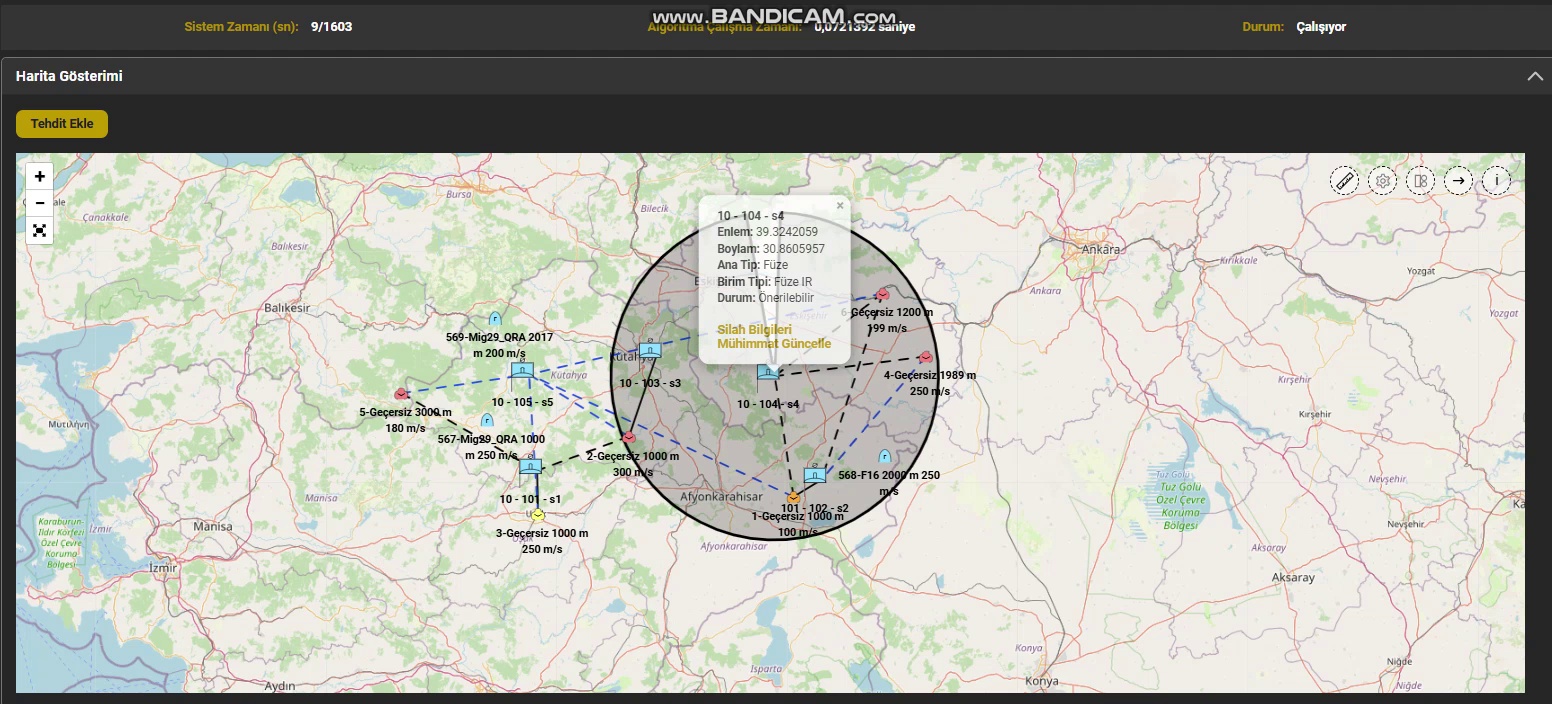 www.BANDICAM.com
Sistem Zamanı (sn): 9/1603
Algoritma Çalışma Zamanı: 0,0721392 saniye
Durum: Çalışıyor
Harita Gösterimi
Tehdit Ekle
+
−
Çanakkale
Bursa
Bilecik
Balıkesir
Balıkesir
Ankara
Ankara
Kırıkkale
Yozgat
Yozgat
10 - 104 - s4
Enlem: 39.3242059
Boylam: 30.8605957
Ana Tip: Füze
Birim Tipi: Füze IR
Durum: Önerilebilir
Silah Bilgileri
Mühimmat Güncelle
×
Eskişehir
6-Geçersiz 1200 m
199 m/s
569-Mig29_QRA 2017
m 200 m/s
Kütahya
Kütahya
10 - 103 - s3
10 - 105 - s5
10 - 104 - s4
4-Geçersiz 1989 m
250 m/s
Kırşehir
Kırşehir
5-Geçersiz 3000 m
180 m/s
567-Mig29_QRA 1000
m 250 m/s
2-Geçersiz 1000 m
300 m/s
568-F16 2000 m 250
m/s
10 - 101 - s1
Afyonkarahisar
101 - 102 - s2
1-Geçersiz 1000 m
100 m/s
3-Geçersiz 1000 m
250 m/s
Uşak
Afyonkarahisar
Manisa
Manisa
Karaburun-
Ildır Körfezi
Özel Çevre
Koruma
Bölgesi
İzmir
İzmir
Tuz Gölü
Özel Çevre
Koruma
Bölgesi
Nevşehir
Nevşehir
Aksaray
Aksaray
Isparta
Konya
Konya
Niğde
Niğde
Aydın